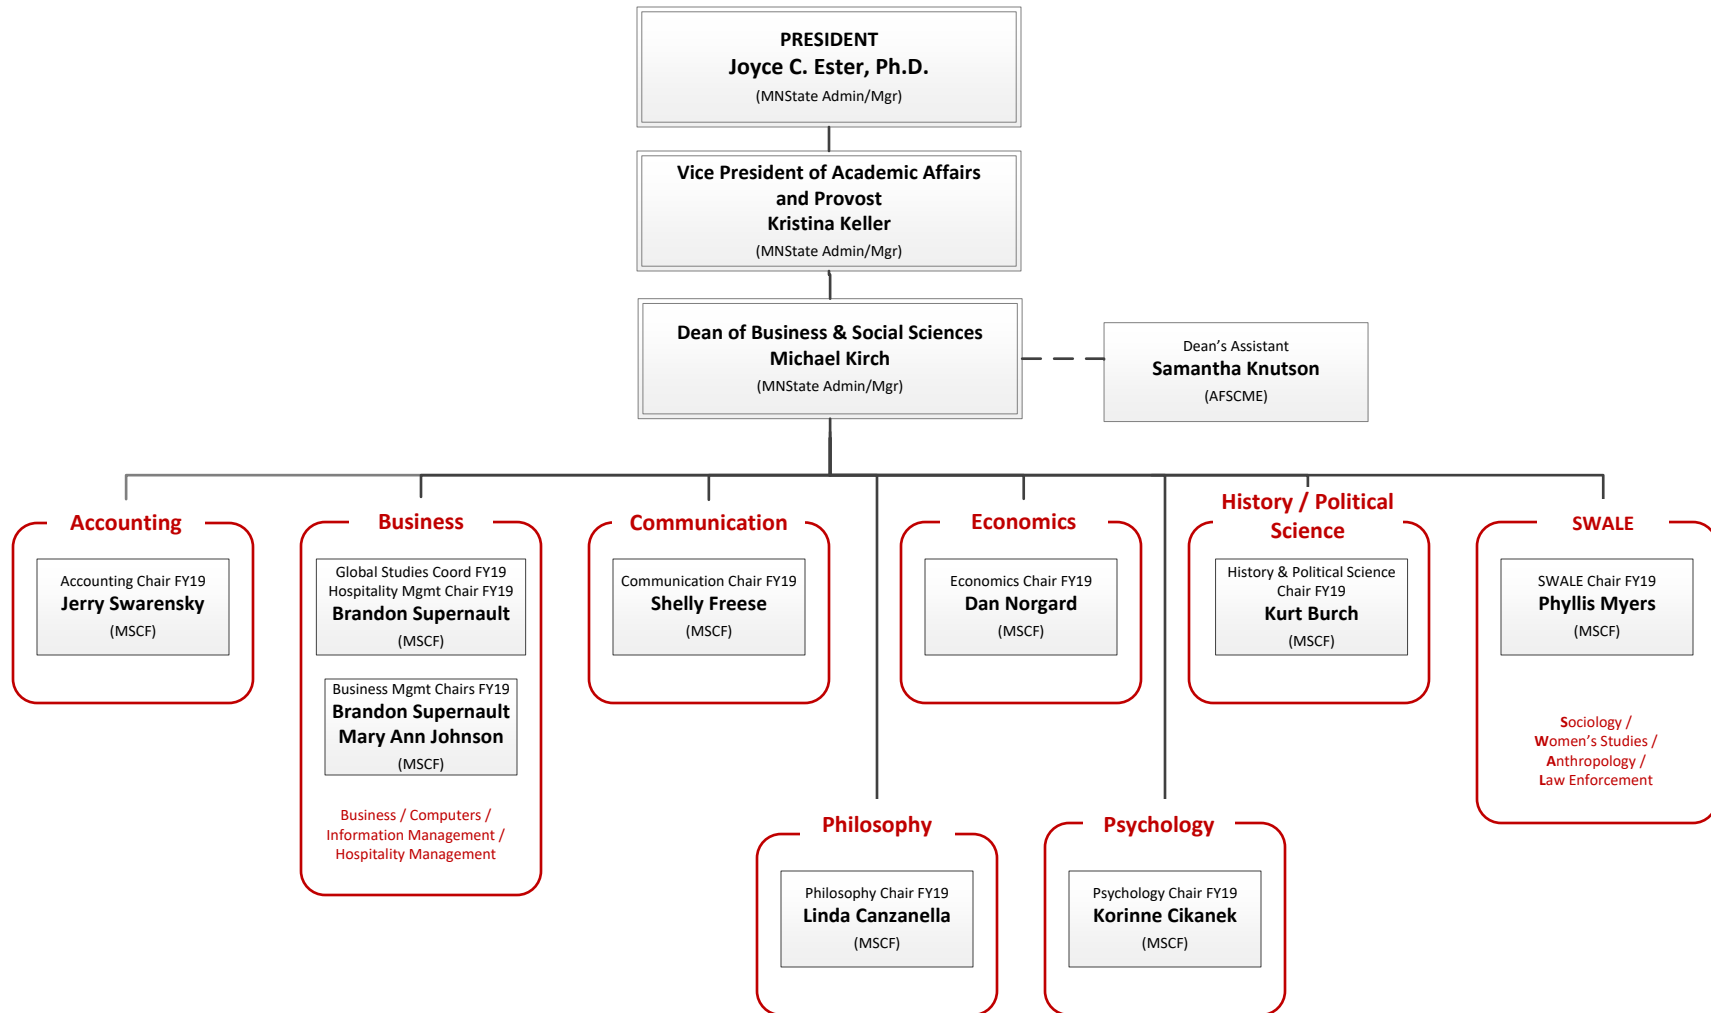 PRESIDENT
Joyce C. Ester, Ph.D.
(MNState Admin/Mgr)
Vice President of Academic Affairs
and Provost
Kristina Keller
(MNState Admin/Mgr)
Dean of Business & Social Sciences
Michael Kirch
(MNState Admin/Mgr)
Dean's Assistant
Samantha Knutson
(AFSCME)
Accounting
Accounting Chair FY19
Jerry Swarensky
(MSCF)
Business
Global Studies Coord FY19
Hospitality Mgmt Chair FY19
Brandon Supernault
(MSCF)
Business Mgmt Chairs FY19
Brandon Supernault
Mary Ann Johnson
(MSCF)
Business / Computers /
Information Management /
Hospitality Management
Communication
Communication Chair FY19
Shelly Freese
(MSCF)
Economics
Economics Chair FY19
Dan Norgard
(MSCF)
History / Political
Science
History & Political Science
Chair FY19
Kurt Burch
(MSCF)
SWALE
SWALE Chair FY19
Phyllis Myers
(MSCF)
Sociology /
Women's Studies /
Anthropology /
Law Enforcement
Philosophy
Philosophy Chair FY19
Linda Canzanella
(MSCF)
Psychology
Psychology Chair FY19
Korinne Cikanek
(MSCF)